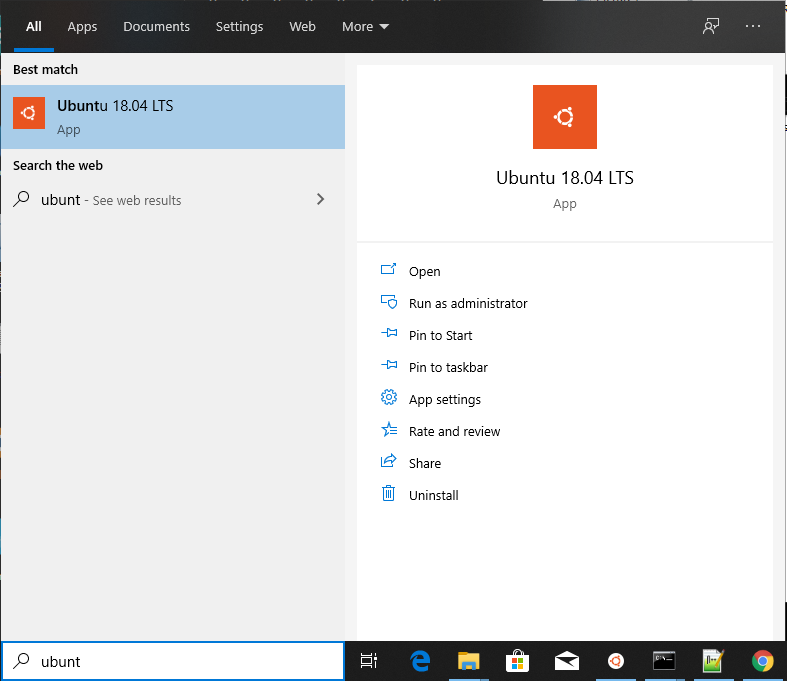 All Apps Documents Settings Web More
Best match
Ubuntu 18.04 LTS
App
Search the web
ubunt - See web results
Ubuntu 18.04 LTS
App
Open
Run as administrator
Pin to Start
Pin to taskbar
App settings
Rate and review
Share
Uninstall
ubunt